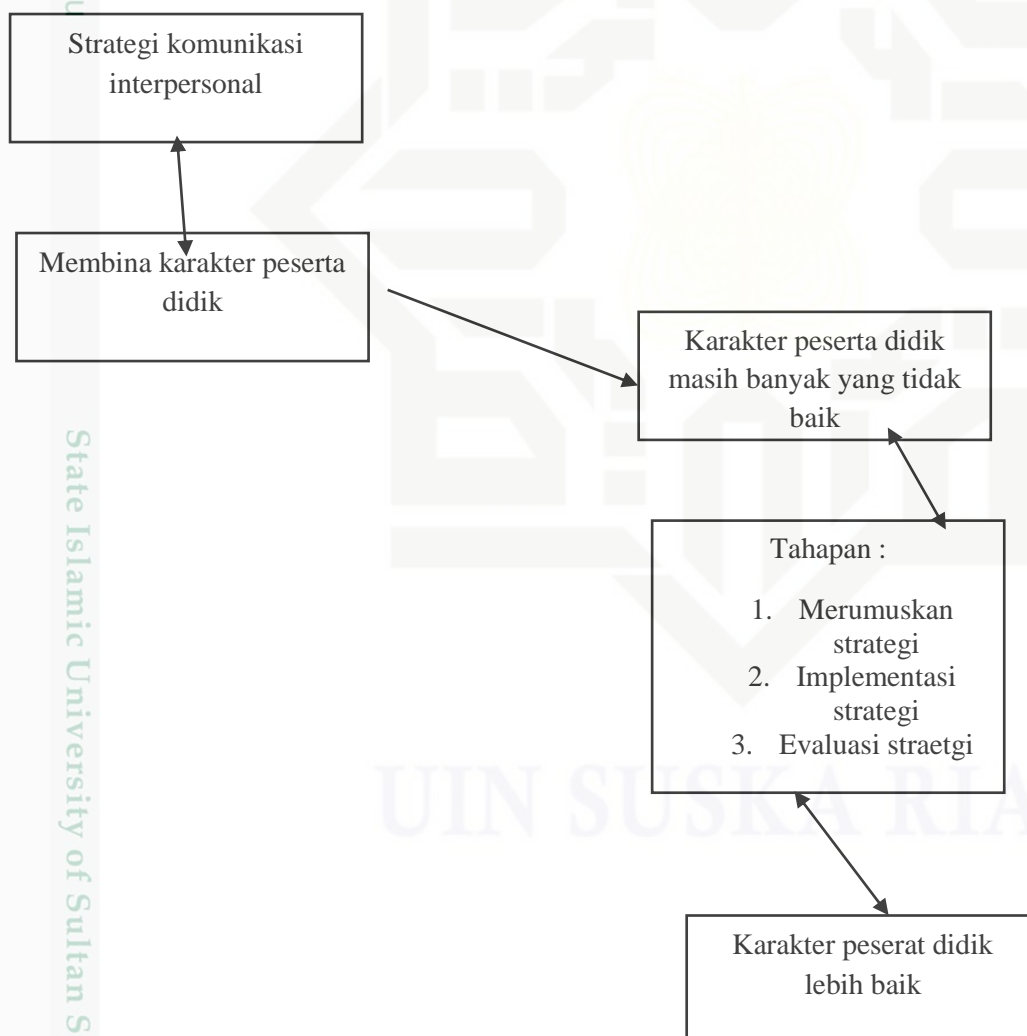 Strategi komunikasi
interpersonal
Membina karakter peserta
didik
Karakter peserta didik
masih banyak yang tidak
baik
Tahapan :
1. Merumuskan
strategi
2. Implementasi
strategi
3. Evaluasi straetgi
Karakter peserat didik
lebih baik
UIN SUSKA RIA
State Islamic University of Sultan S